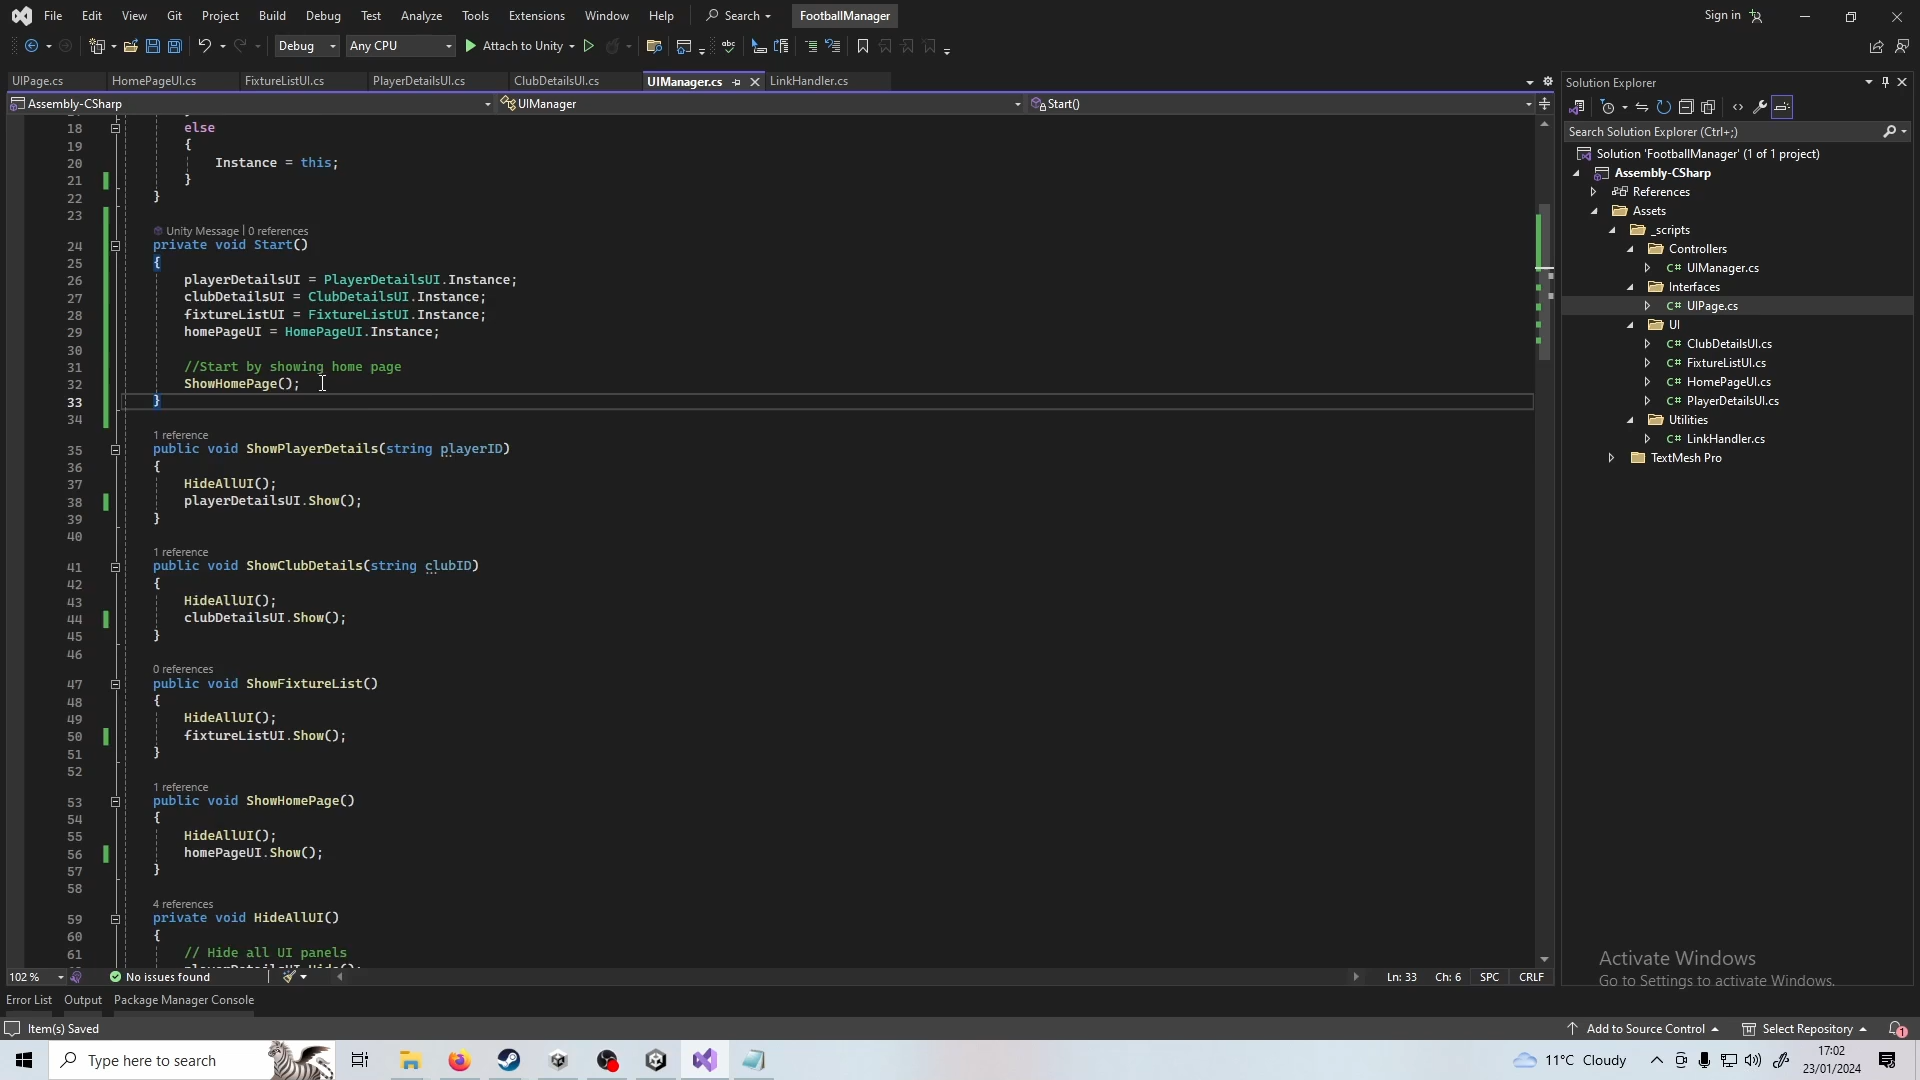 File Edit View Git Project Build Debug Test Analyze Tools Extensions Window Help Search FootballManager Sign in
Debug Any CPU Attach to Unity
UIPage.cs HomePageUI.cs FixtureListUI.cs PlayerDetailsUI.cs ClubDetailsUI.cs UIManager.cs LinkHandler.cs
Assembly-CSharp UIManager Start()
18 else
19 {
20 Instance = this;
21 }
22 }
23
Unity Message | 0 references
24 private void Start()
25 {
26 playerDetailsUI = PlayerDetailsUI.Instance;
27 clubDetailsUI = ClubDetailsUI.Instance;
28 fixtureListUI = FixtureListUI.Instance;
29 homePageUI = HomePageUI.Instance;
30
31 //Start by showing home page
32 ShowHomePage();
33 }
34
1 reference
35 public void ShowPlayerDetails(string playerID)
36 {
37 HideAllUI();
38 playerDetailsUI.Show();
39 }
40
1 reference
41 public void ShowClubDetails(string clubID)
42 {
43 HideAllUI();
44 clubDetailsUI.Show();
45 }
46
0 references
47 public void ShowFixtureList()
48 {
49 HideAllUI();
50 fixtureListUI.Show();
51 }
52
1 reference
53 public void ShowHomePage()
54 {
55 HideAllUI();
56 homePageUI.Show();
57 }
58
4 references
59 private void HideAllUI()
60 {
61 // Hide all UI panels
102 % No issues found Ln: 33 Ch: 6 SPC CRLF
Error List Output Package Manager Console
Item(s) Saved Add to Source Control Select Repository
Solution Explorer
Search Solution Explorer (Ctrl+;)
Solution 'FootballManager' (1 of 1 project)
Assembly-CSharp
References
Assets
_scripts
Controllers
C# UIManager.cs
Interfaces
C# UIPage.cs
UI
C# ClubDetailsUI.cs
C# FixtureListUI.cs
C# HomePageUI.cs
C# PlayerDetailsUI.cs
Utilities
C# LinkHandler.cs
TextMesh Pro
Activate Windows
Go to Settings to activate Windows.
Type here to search 11°C Cloudy 17:02
23/01/2024